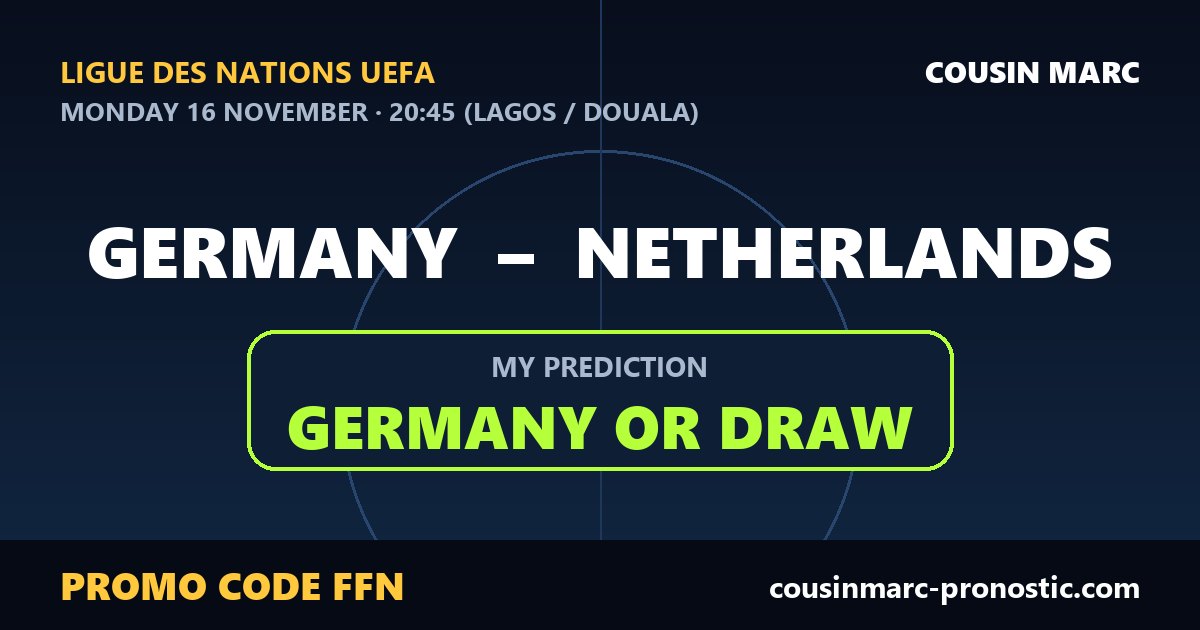 LIGUE DES NATIONS UEFA
COUSIN MARC
MONDAY 16 NOVEMBER · 20:45 (LAGOS / DOUALA)
GERMANY – NETHERLANDS
MY PREDICTION
GERMANY OR DRAW
PROMO CODE FFN
cousinmarc-pronostic.com